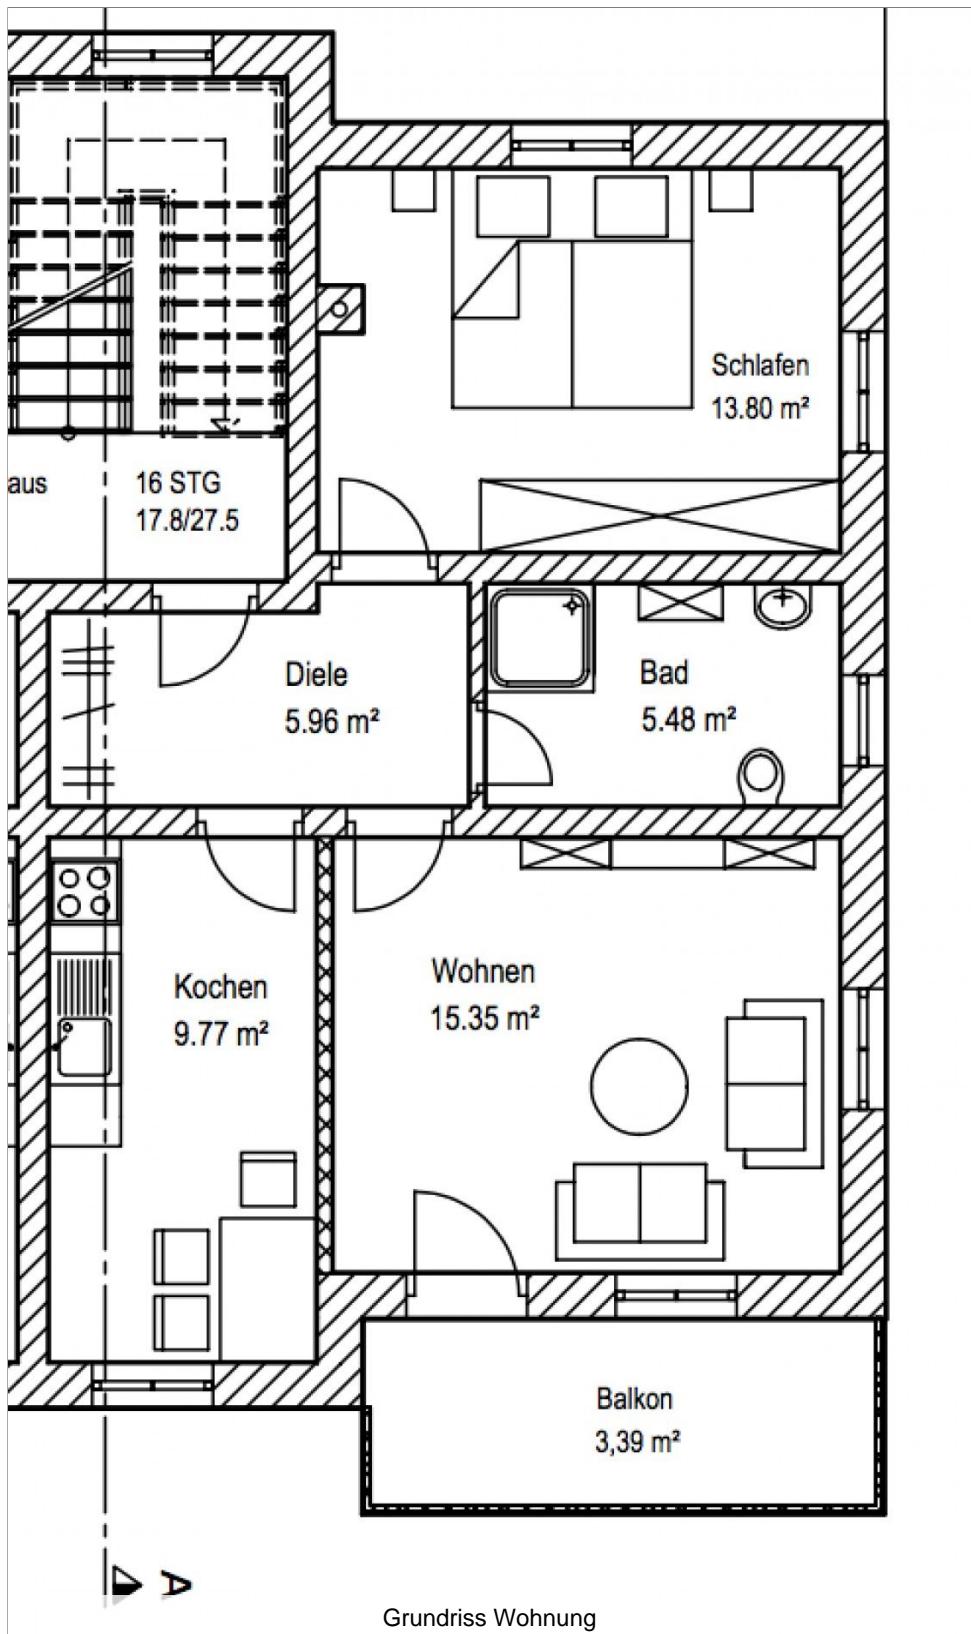 Schlafen
13.80 m²
aus
16 STG
17.8/27.5
Diele
5.96 m²
Bad
5.48 m²
Kochen
9.77 m²
Wohnen
15.35 m²
Balkon
3,39 m²
A
Grundriss Wohnung